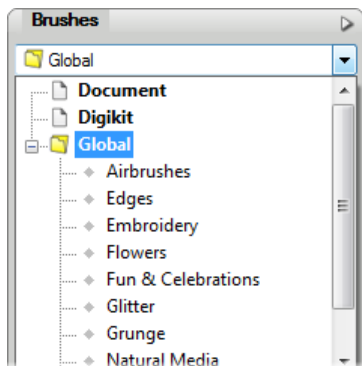 Brushes
Global
Document
Digikit
Global
Airbrushes
Edges
Embroidery
Flowers
Fun & Celebrations
Glitter
Grunge
Natural Media